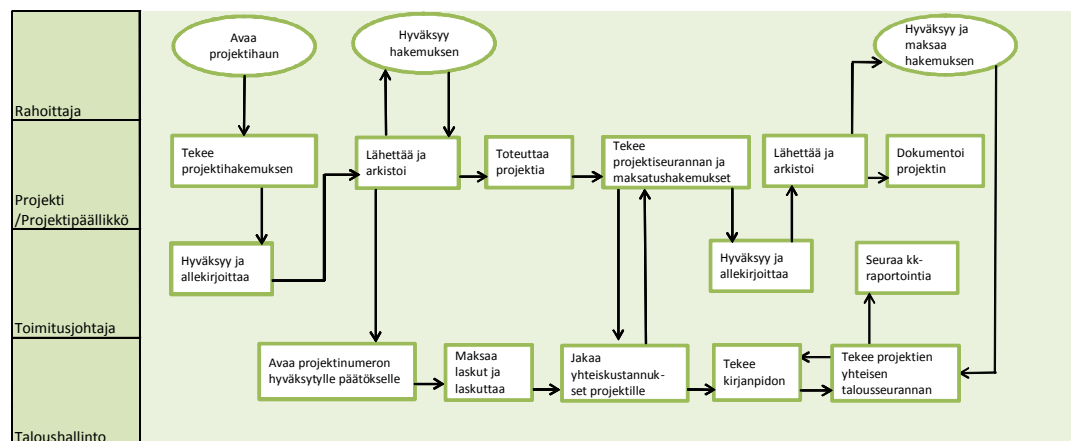 Avaa
projektihaun
Hyväksyy
hakemuksen
Hyväksyy ja
maksaa
hakemuksen
Rahoittaja
Tekee
projektihakemuksen
Lähettää ja
arkistoi
Toteuttaa
projektia
Tekee
projektiseurannan ja
maksatushakemukset
Lähettää ja
arkistoi
Dokumentoi
projektin
Projekti
/Projektipäällikkö
Hyväksyy ja
allekirjoittaa
Hyväksyy ja
allekirjoittaa
Seuraa kk-
raportointia
Toimitusjohtaja
Avaa projektinumeron
hyväksytylle päätökselle
Maksaa
laskut ja
laskuttaa
Jakaa
yhteiskustannuk-
set projektille
Tekee
kirjanpidon
Tekee projektien
yhteisen
talousseurannan
Taloushallinto